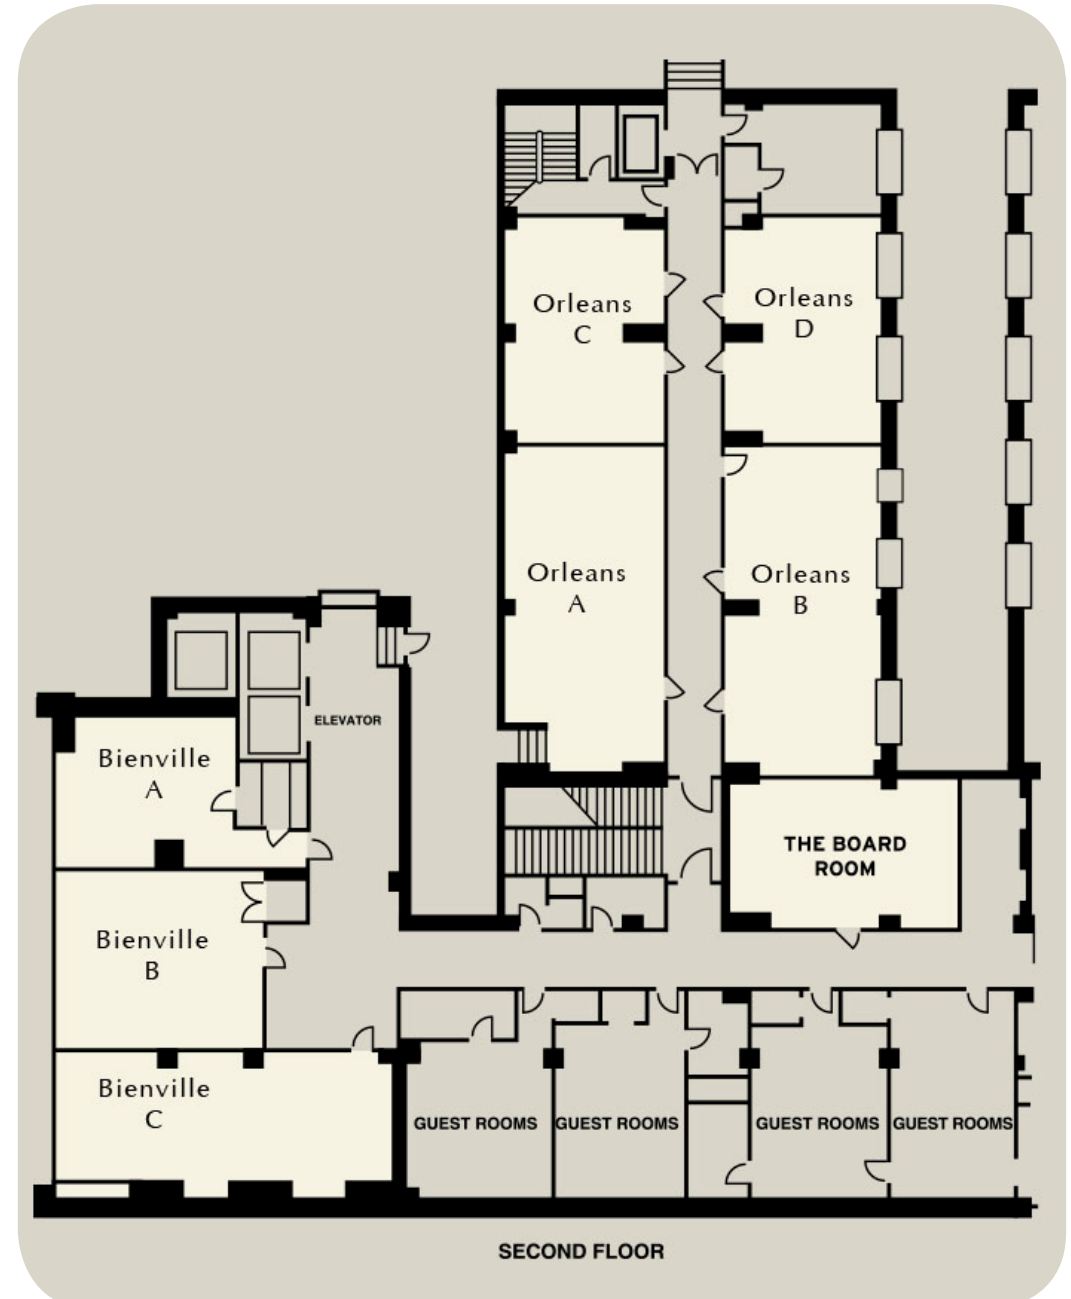 Orleans
C
Orleans
D
Orleans
A
Orleans
B
ELEVATOR
Bienville
A
THE BOARD
ROOM
Bienville
B
Bienville
C
GUEST ROOMS
GUEST ROOMS
GUEST ROOMS
GUEST ROOMS
SECOND FLOOR